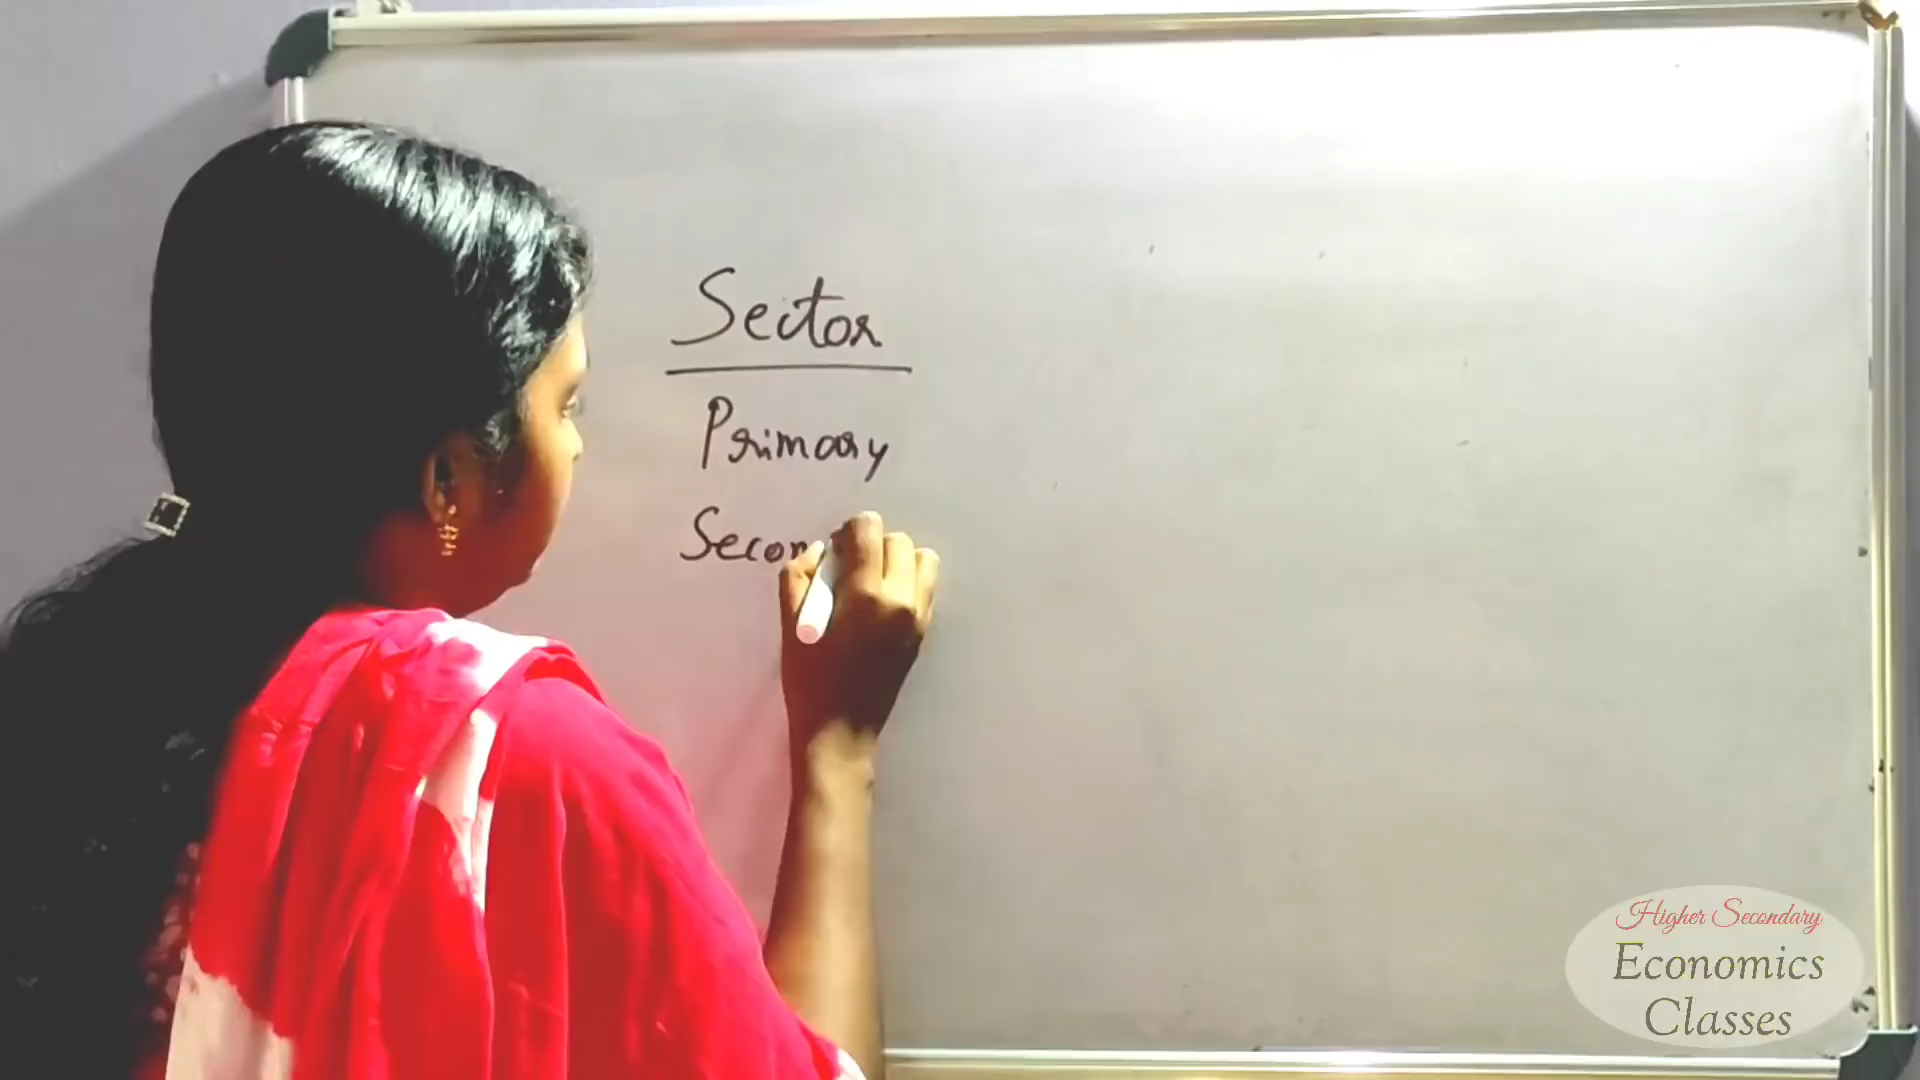 Sector
Primary
Secon
Higher Secondary
Economics
Classes